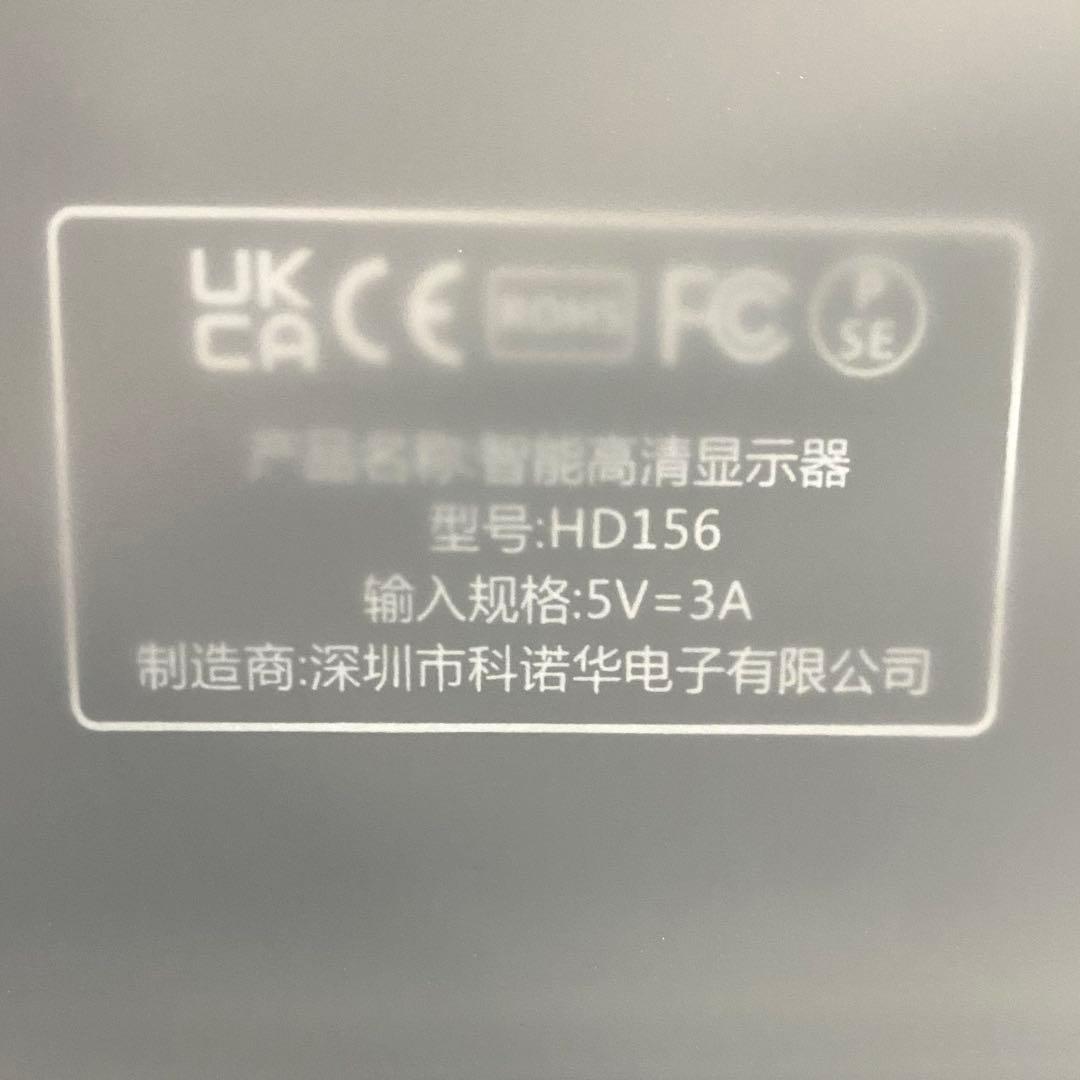 UK CA CE ROHS FC PSE
产品名称:智能高清显示器
型号:HD156
输入规格:5V=3A
制造商:深圳市科诺华电子有限公司